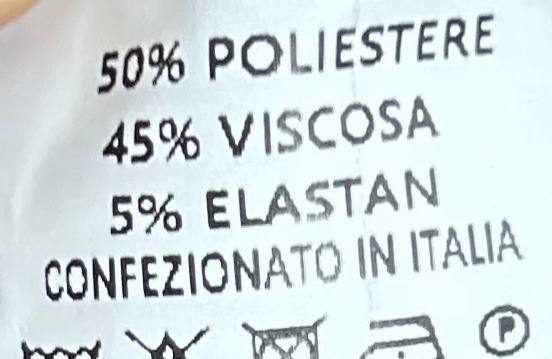 50% POLIESTERE
45% VISCOSA
5% ELASTAN
CONFEZIONATO IN ITALIA
P